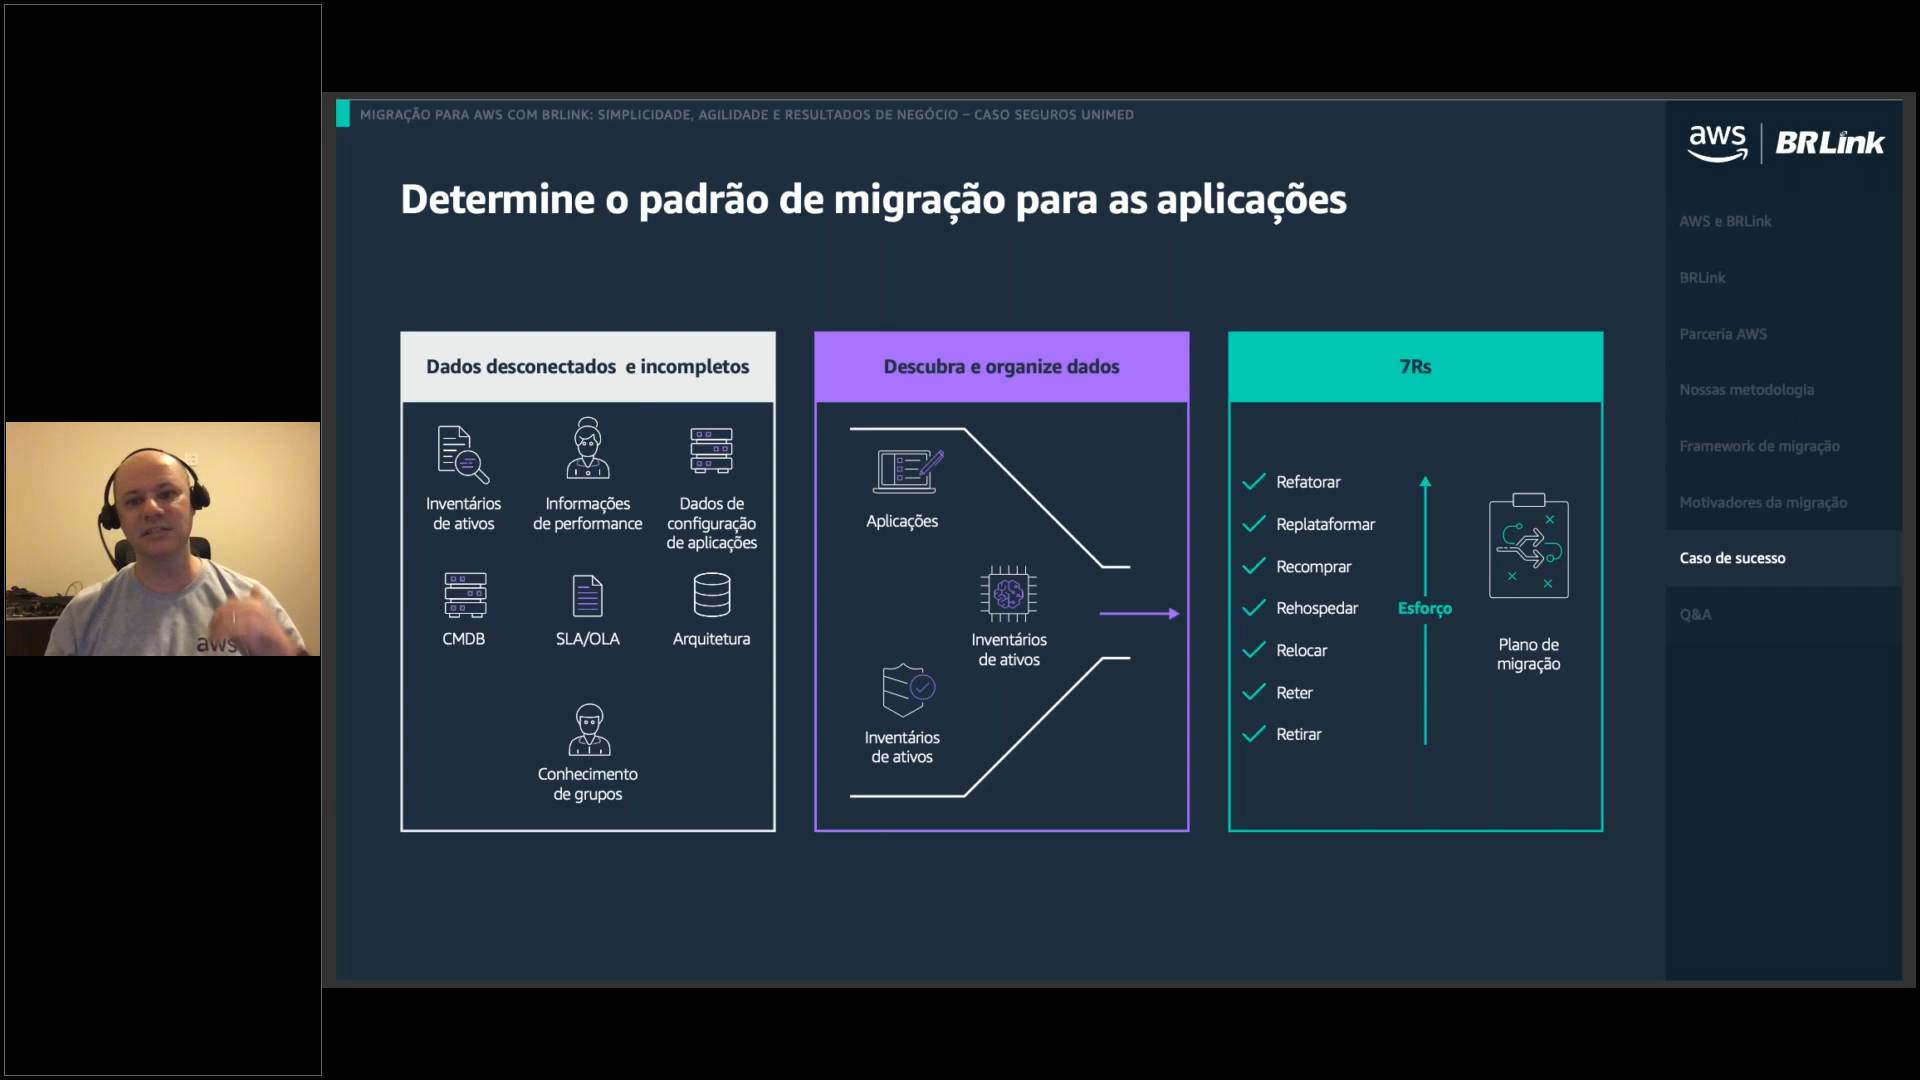 MIGRAÇÃO PARA AWS COM BRLINK: SIMPLICIDADE, AGILIDADE E RESULTADOS DE NEGÓCIO – CASO SEGUROS UNIMED
Determine o padrão de migração para as aplicações
Dados desconectados e incompletos
Inventários
de ativos
Informações
de performance
Dados de
configuração
de aplicações
CMDB
SLA/OLA
Arquitetura
Conhecimento
de grupos
Descubra e organize dados
Aplicações
Inventários
de ativos
Inventários
de ativos
7Rs
Refatorar
Replataformar
Recomprar
Rehospedar
Relocar
Reter
Retirar
Esforço
Plano de
migração
aws
BRLink
AWS e BRLink
BRLink
Parceria AWS
Nossas metodologia
Framework de migração
Motivadores da migração
Caso de sucesso
Q&A
aws